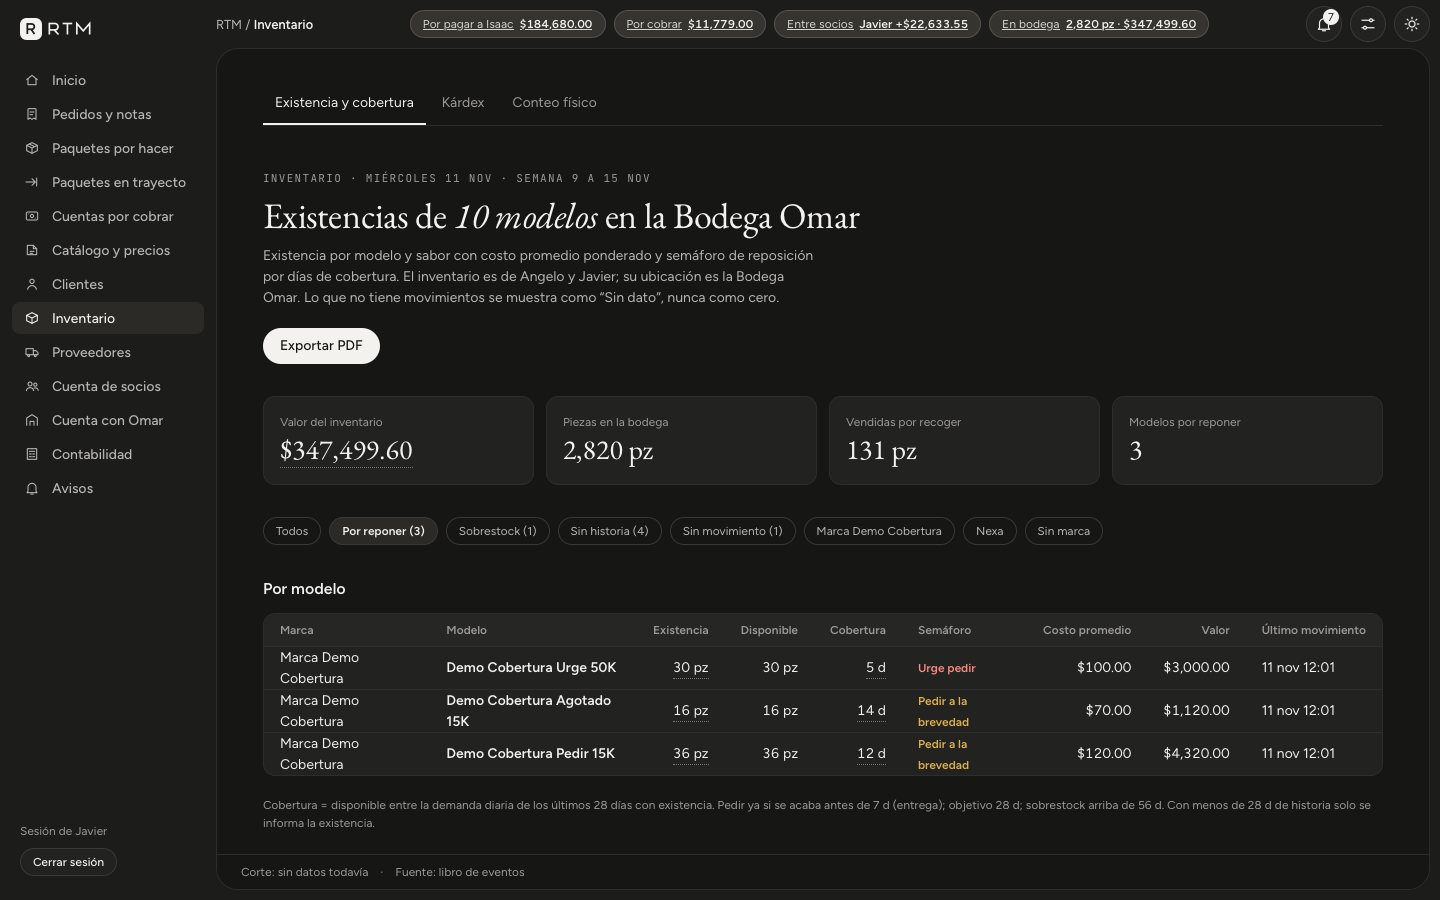 R RTM
RTM / Inventario
Por pagar a Isaac $184,680.00
Por cobrar $11,779.00
Entre socios Javier +$22,633.55
En bodega 2,820 pz · $347,499.60
7
Inicio
Pedidos y notas
Paquetes por hacer
Paquetes en trayecto
Cuentas por cobrar
Catálogo y precios
Clientes
Inventario
Proveedores
Cuenta de socios
Cuenta con Omar
Contabilidad
Avisos
Sesión de Javier
Cerrar sesión
Existencia y cobertura
Kárdex
Conteo físico
INVENTARIO · MIÉRCOLES 11 NOV · SEMANA 9 A 15 NOV
Existencias de 10 modelos en la Bodega Omar
Existencia por modelo y sabor con costo promedio ponderado y semáforo de reposición
por días de cobertura. El inventario es de Angelo y Javier; su ubicación es la Bodega
Omar. Lo que no tiene movimientos se muestra como “Sin dato”, nunca como cero.
Exportar PDF
Valor del inventario
$347,499.60
Piezas en la bodega
2,820 pz
Vendidas por recoger
131 pz
Modelos por reponer
3
Todos
Por reponer (3)
Sobrestock (1)
Sin historia (4)
Sin movimiento (1)
Marca Demo Cobertura
Nexa
Sin marca
Por modelo
Marca Modelo Existencia Disponible Cobertura Semáforo Costo promedio Valor Último movimiento
Marca Demo
Cobertura
Demo Cobertura Urge 50K 30 pz 30 pz 5 d Urge pedir $100.00 $3,000.00 11 nov 12:01
Marca Demo
Cobertura
Demo Cobertura Agotado
15K
16 pz 16 pz 14 d
Pedir a la
brevedad
$70.00 $1,120.00 11 nov 12:01
Marca Demo
Cobertura
Demo Cobertura Pedir 15K 36 pz 36 pz 12 d
Pedir a la
brevedad
$120.00 $4,320.00 11 nov 12:01
Cobertura = disponible entre la demanda diaria de los últimos 28 días con existencia. Pedir ya si se acaba antes de 7 d (entrega); objetivo 28 d; sobrestock arriba de 56 d. Con menos de 28 d de historia solo se
informa la existencia.
Corte: sin datos todavía · Fuente: libro de eventos